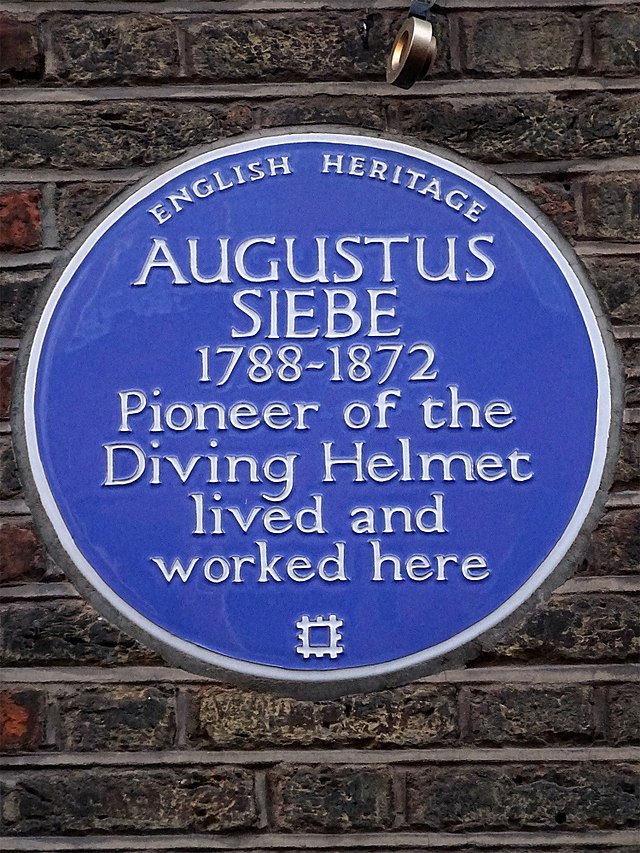 ENGLISH HERITAGE
AUGUSTUS
SIEBE
1788-1872
Pioneer of the
Diving Helmet
lived and
worked here